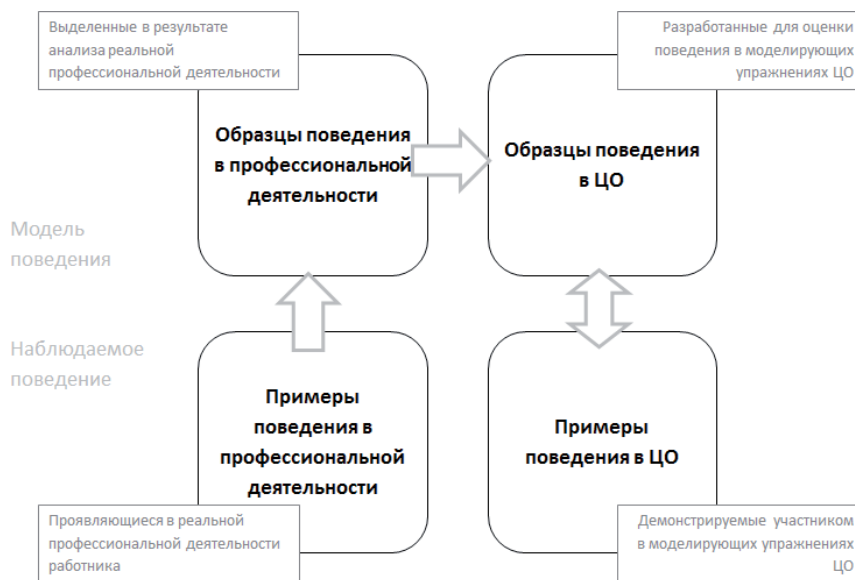 Выделенные в результате
анализа реальной
профессиональной деятельности
Разработанные для оценки
поведения в моделирующих
упражнениях ЦО
Образцы поведения
в профессиональной
деятельности
Образцы поведения
в ЦО
Модель
поведения
Наблюдаемое
поведение
Примеры
поведения в
профессиональной
деятельности
Примеры
поведения в ЦО
Проявляющиеся в реальной
профессиональной деятельности
работника
Демонстрируемые участником
в моделирующих упражнениях
ЦО